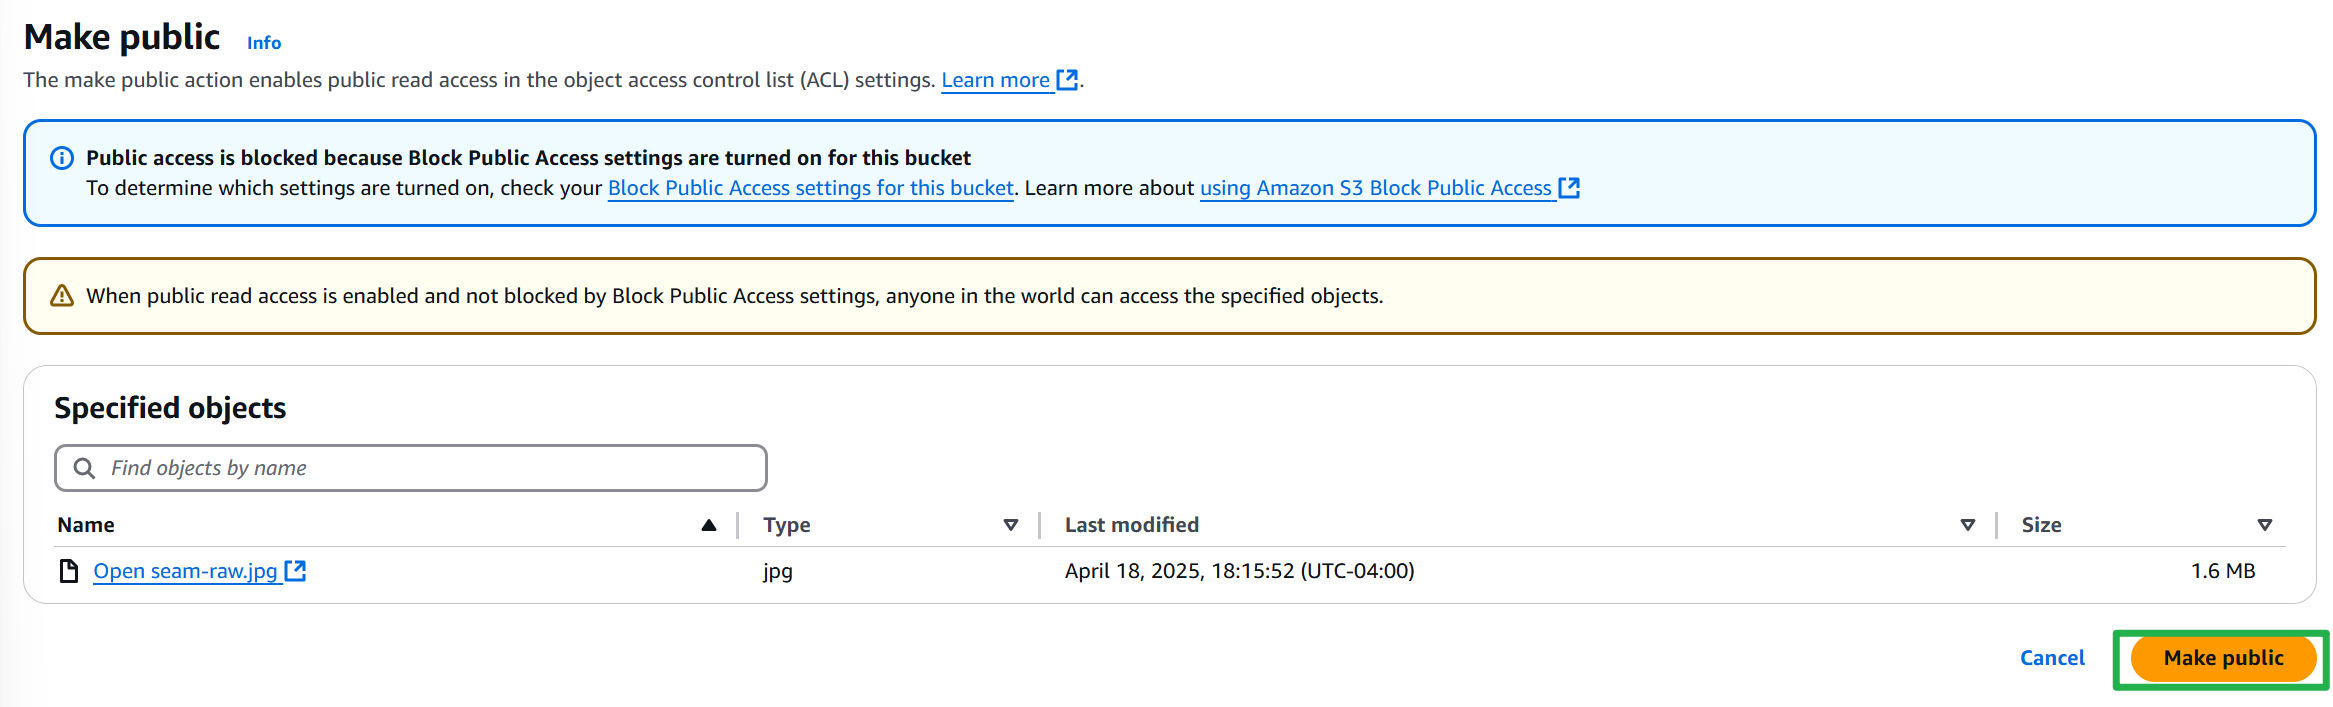 Make public Info
The make public action enables public read access in the object access control list (ACL) settings. Learn more.
Public access is blocked because Block Public Access settings are turned on for this bucket
To determine which settings are turned on, check your Block Public Access settings for this bucket. Learn more about using Amazon S3 Block Public Access
When public read access is enabled and not blocked by Block Public Access settings, anyone in the world can access the specified objects.
Specified objects
Find objects by name
Name Type Last modified Size
Open seam-raw.jpg jpg April 18, 2025, 18:15:52 (UTC-04:00) 1.6 MB
Cancel Make public